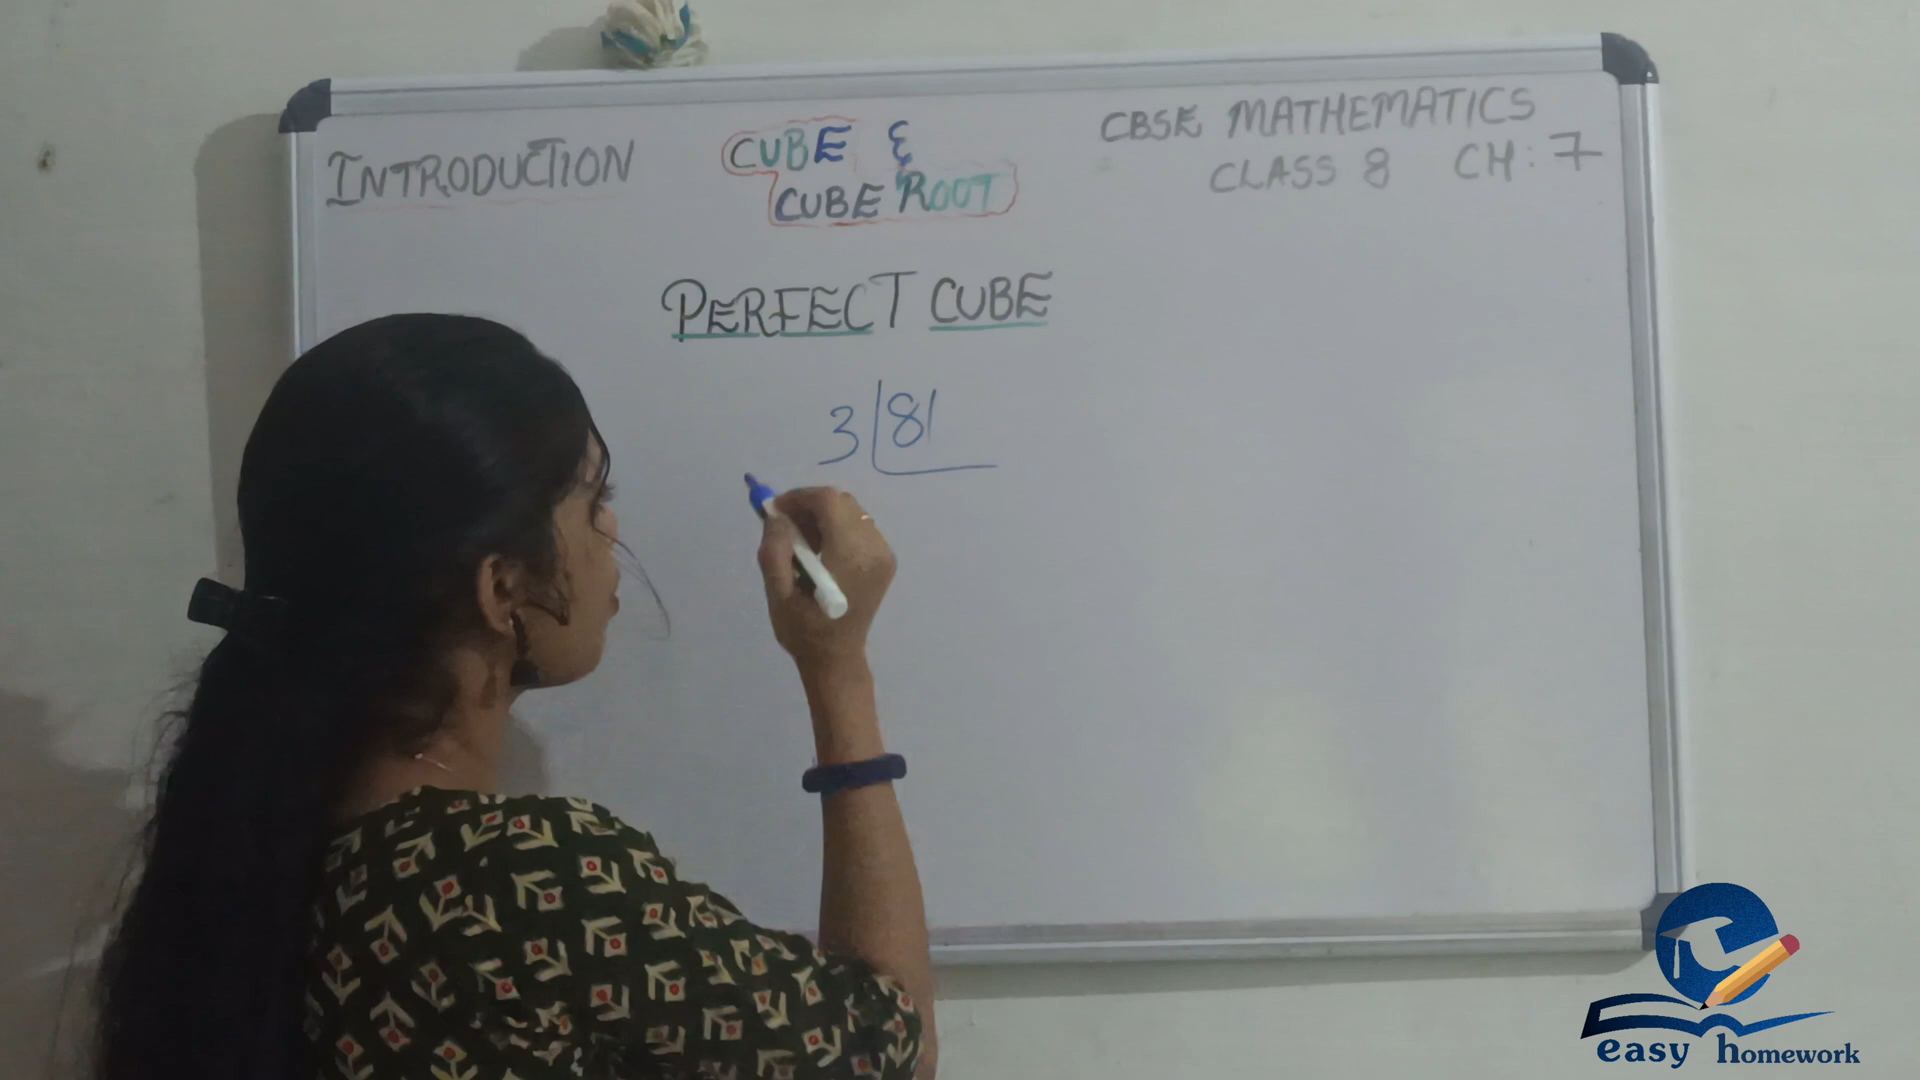 INTRODUCTION
CUBE &
CUBE ROOT
CBSE MATHEMATICS
CLASS 8 CH: 7
PERFECT CUBE
3 81
easy homework